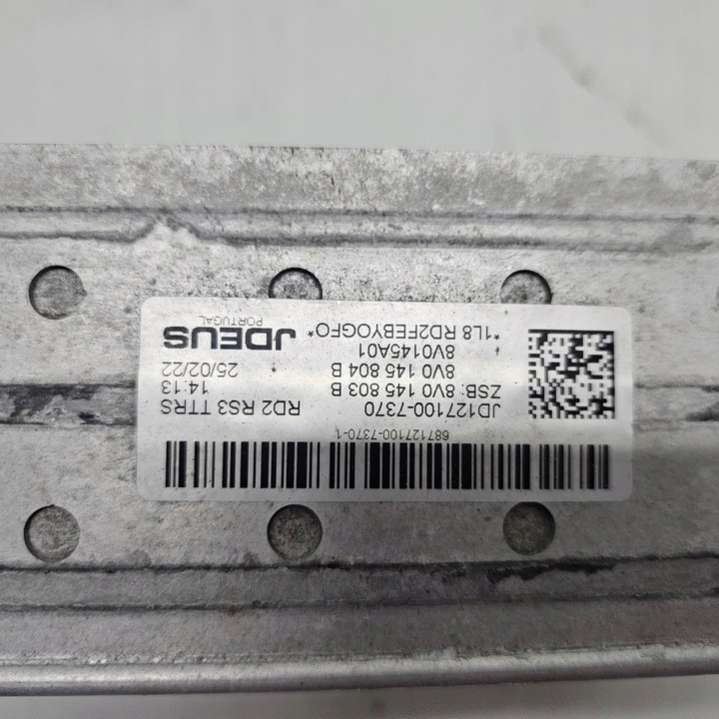 6871127100-7370-1
JD127100-7370
RD2 RS3 TTRS
ZSB: 8V0 145 803 B
14:13
8V0 145 804 B
25/02/22
8V0145A01
*1L8 RD2FEBYOGFO*
JDEUS
PORTUGAL